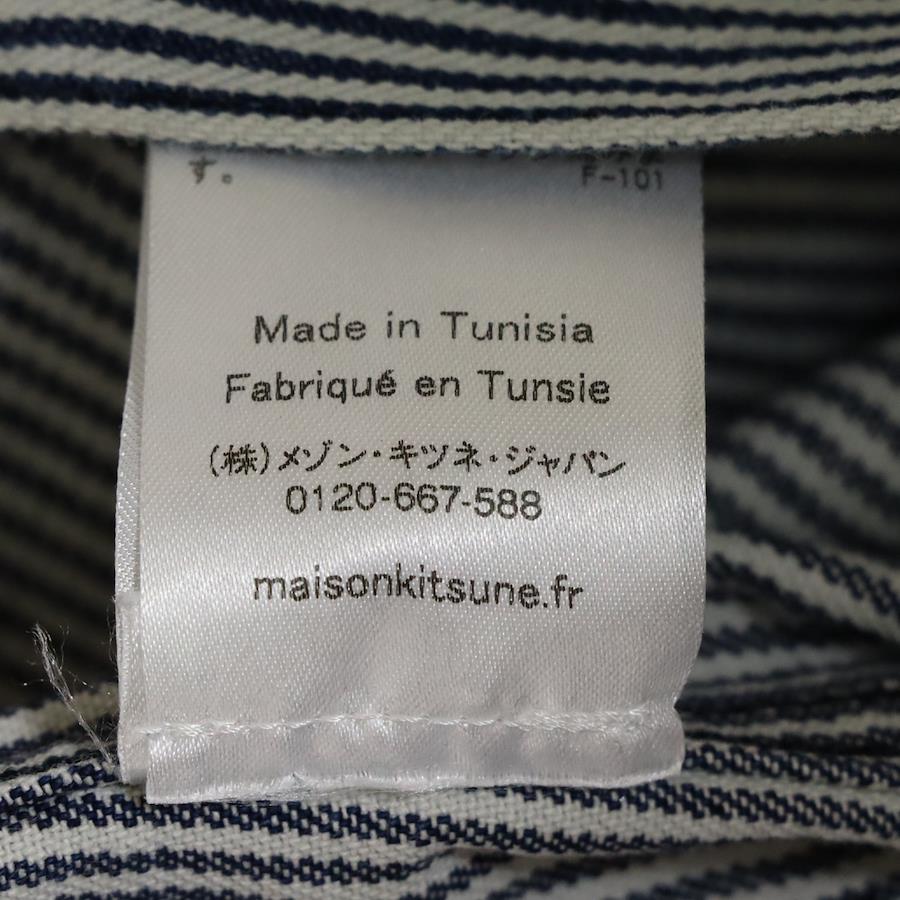 す。
F-101
Made in Tunisia
Fabriqué en Tunsie
(株)メゾン・キツネ・ジャパン
0120-667-588
maisonkitsune.fr